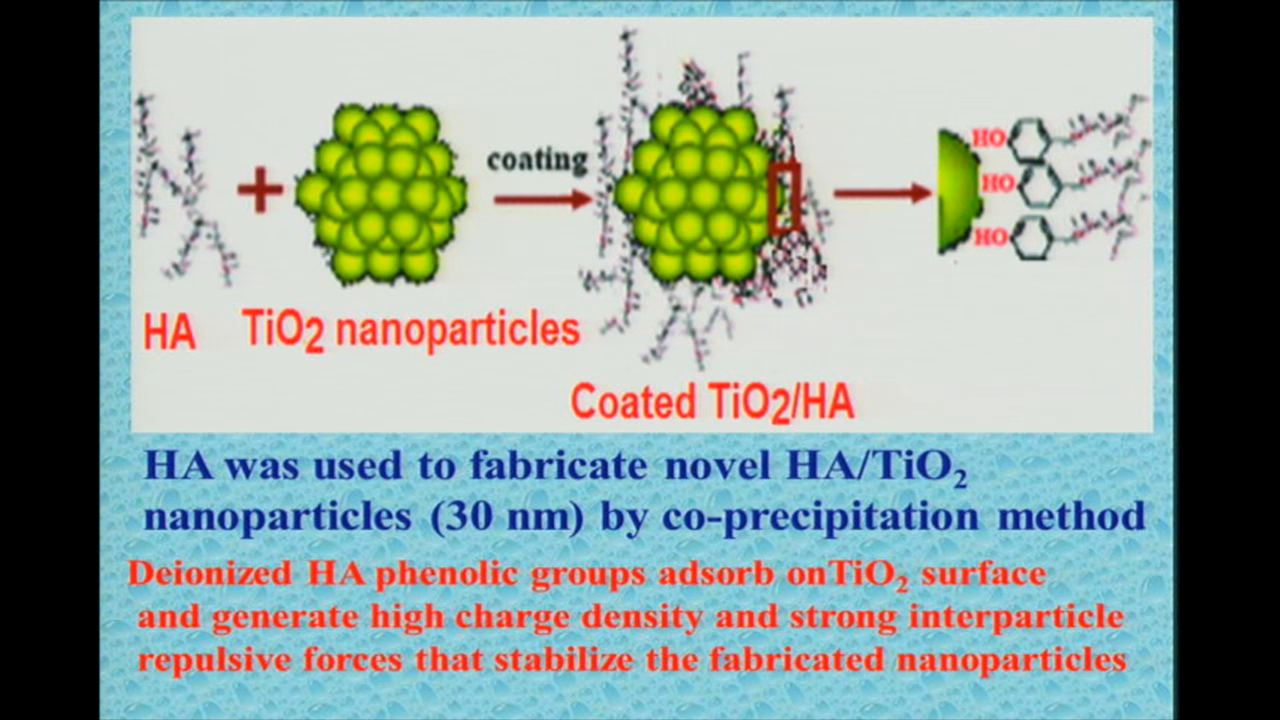 coating
HO
HO
HO
HA
TiO2 nanoparticles
Coated TiO2/HA
HA was used to fabricate novel HA/TiO2
nanoparticles (30 nm) by co-precipitation method
Deionized HA phenolic groups adsorb onTiO2 surface
and generate high charge density and strong interparticle
repulsive forces that stabilize the fabricated nanoparticles